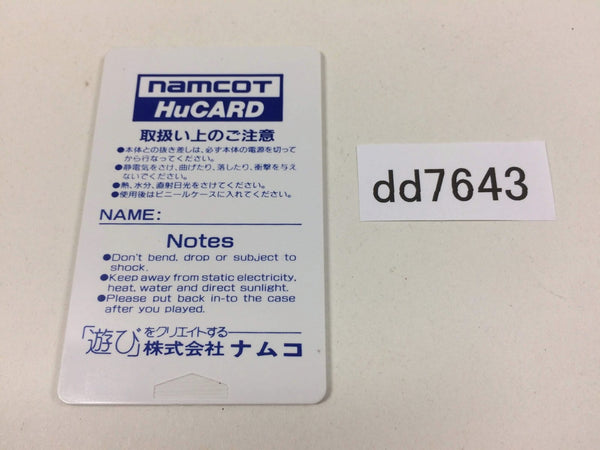 namcoT
HuCARD
取扱い上のご注意
●本体との抜き差しは、必ず本体の電源を切って
から行なってください。
●静電気をさけ、曲げたり、落したり、衝撃を与え
ないでください。
●熱、水分、直射日光をさけてください。
●使用後はビニールケースに入れてください。
NAME:
Notes
●Don't bend, drop or subject to
shock.
●Keep away from static electricity,
heat, water and direct sunlight.
●Please put back in-to the case
after you played.
「遊び」をクリエイトする
株式会社 ナムコ
dd7643